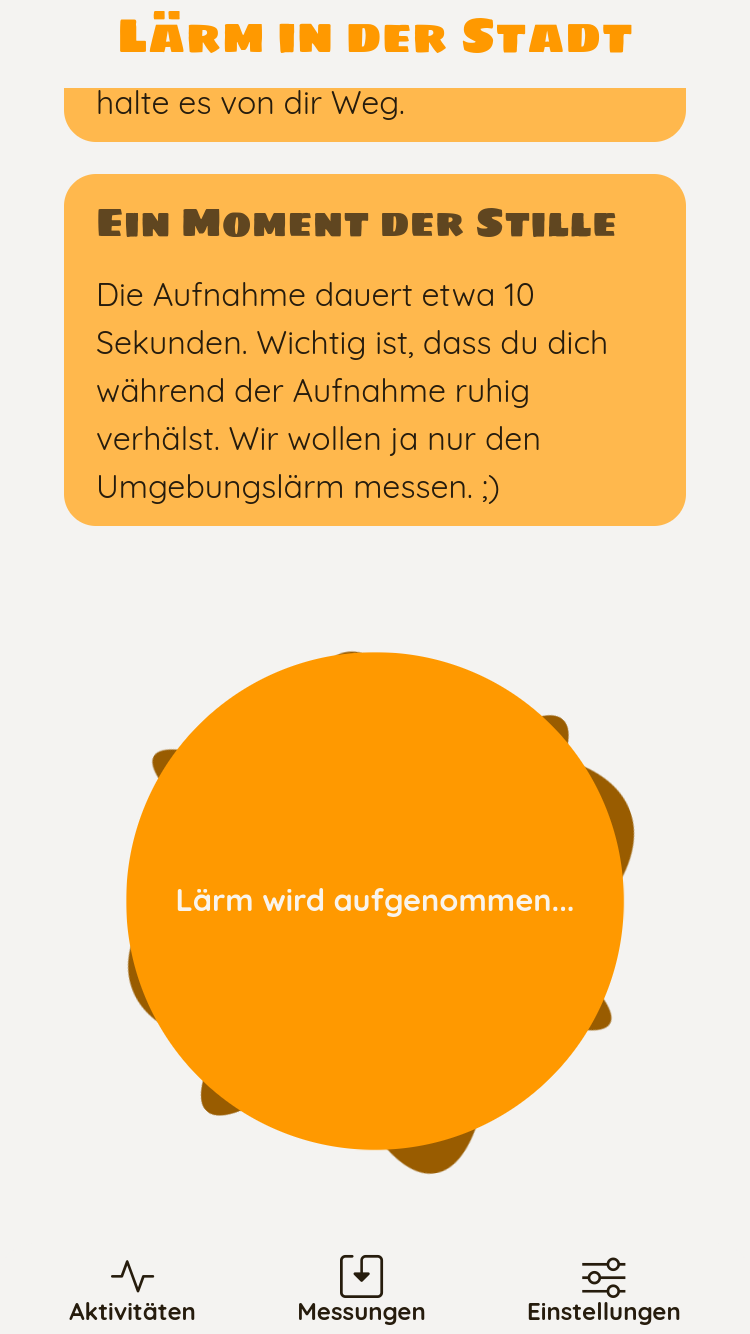 Lärm in der Stadt
halte es von dir Weg.
Ein Moment der Stille
Die Aufnahme dauert etwa 10
Sekunden. Wichtig ist, dass du dich
während der Aufnahme ruhig
verhälst. Wir wollen ja nur den
Umgebungslärm messen. ;)
Lärm wird aufgenommen...
Aktivitäten
Messungen
Einstellungen